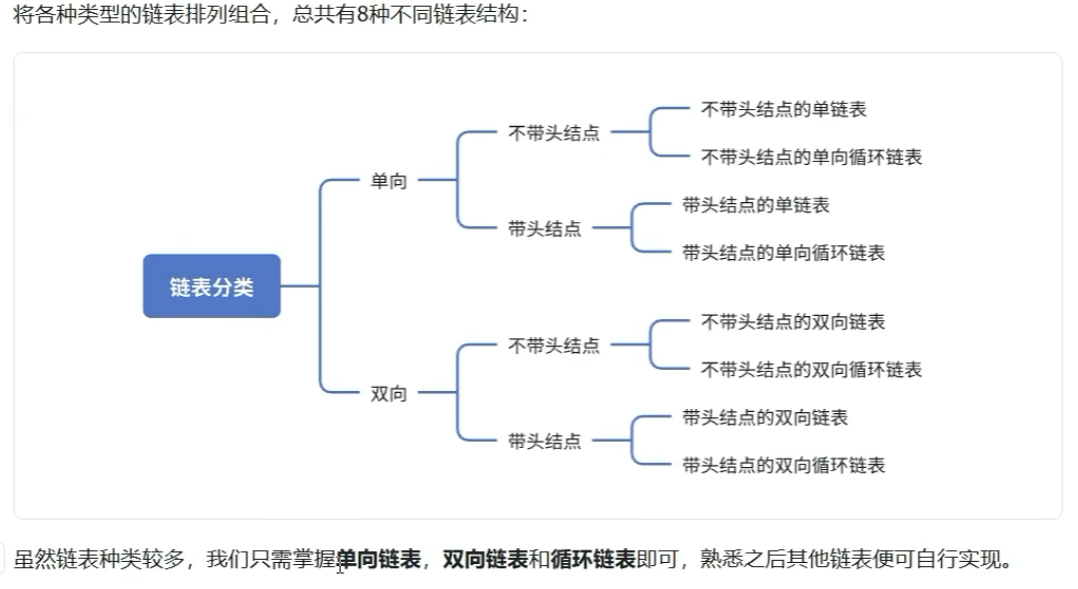 将各种类型的链表排列组合，总共有8种不同链表结构：
链表分类
单向
不带头结点
不带头结点的单链表
不带头结点的单向循环链表
带头结点
带头结点的单链表
带头结点的单向循环链表
双向
不带头结点
不带头结点的双向链表
不带头结点的双向循环链表
带头结点
带头结点的双向链表
带头结点的双向循环链表
虽然链表种类较多，我们只需掌握单向链表，双向链表和循环链表即可，熟悉之后其他链表便可自行实现。